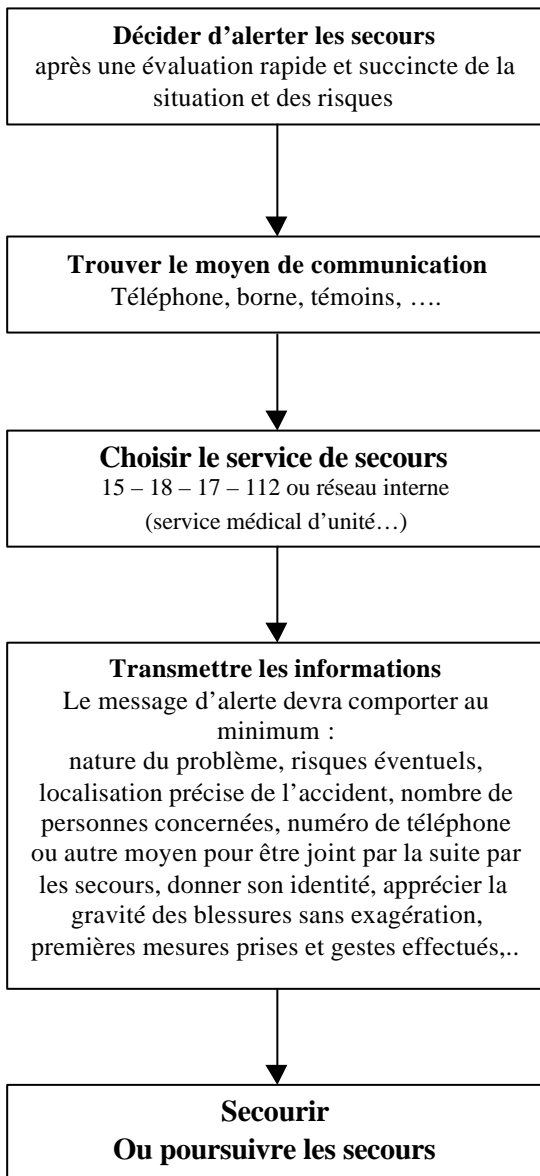 Décider d'alerter les secours
après une évaluation rapide et succincte de la
situation et des risques
Trouver le moyen de communication
Téléphone, borne, témoins, ….
Choisir le service de secours
15 – 18 – 17 – 112 ou réseau interne
(service médical d'unité…)
Transmettre les informations
Le message d'alerte devra comporter au
minimum :
nature du problème, risques éventuels,
localisation précise de l'accident, nombre de
personnes concernées, numéro de téléphone
ou autre moyen pour être joint par la suite par
les secours, donner son identité, apprécier la
gravité des blessures sans exagération,
premières mesures prises et gestes effectués,..
Secourir
Ou poursuivre les secours